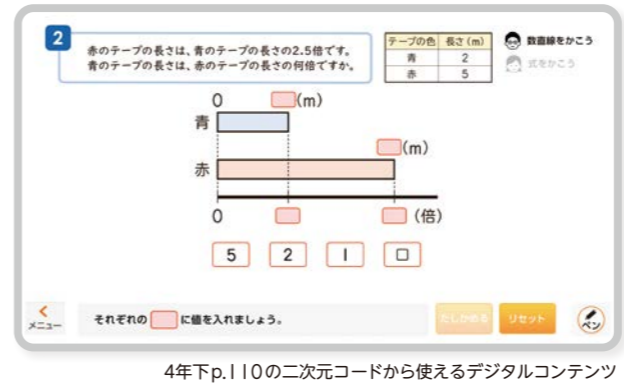 2
赤のテープの長さは、青のテープの長さの2.5倍です。
青のテープの長さは、赤のテープの長さの何倍ですか。
テープの色 長さ(m)
青 2
赤 5
数直線をかこう
式をかこう
0 (m)
青
(m)
赤
0 (倍)
5 2 1 □
メニュー
それぞれの に値を入れましょう。
たしかめる
リセット
ペン
4年下p.110の二次元コードから使えるデジタルコンテンツ